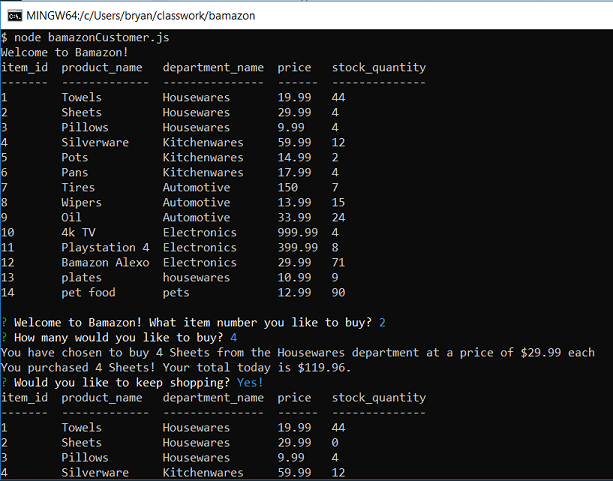 MINGW64:/c/Users/bryan/classwork/bamazon
$ node bamazonCustomer.js
Welcome to Bamazon!
item_id  product_name  department_name  price   stock_quantity
-------  ------------  ---------------  ------  --------------
1        Towels        Housewares       19.99   44
2        Sheets        Housewares       29.99   4
3        Pillows       Housewares       9.99    4
4        Silverware    Kitchenwares     59.99   12
5        Pots          Kitchenwares     14.99   2
6        Pans          Kitchenwares     17.99   4
7        Tires         Automotive       150     7
8        Wipers        Automotive       13.99   15
9        Oil           Automotive       33.99   24
10       4k TV         Electronics      999.99  4
11       Playstation 4  Electronics      399.99  8
12       Bamazon Alexo  Electronics      29.99   71
13       plates        housewares       10.99   9
14       pet food      pets             12.99   90
? Welcome to Bamazon! What item number you like to buy? 2
? How many would you like to buy? 4
You have chosen to buy 4 Sheets from the Housewares department at a price of $29.99 each
You purchased 4 Sheets! Your total today is $119.96.
? Would you like to keep shopping? Yes!
item_id  product_name  department_name  price   stock_quantity
-------  ------------  ---------------  ------  --------------
1        Towels        Housewares       19.99   44
2        Sheets        Housewares       29.99   0
3        Pillows       Housewares       9.99    4
4        Silverware    Kitchenwares     59.99   12